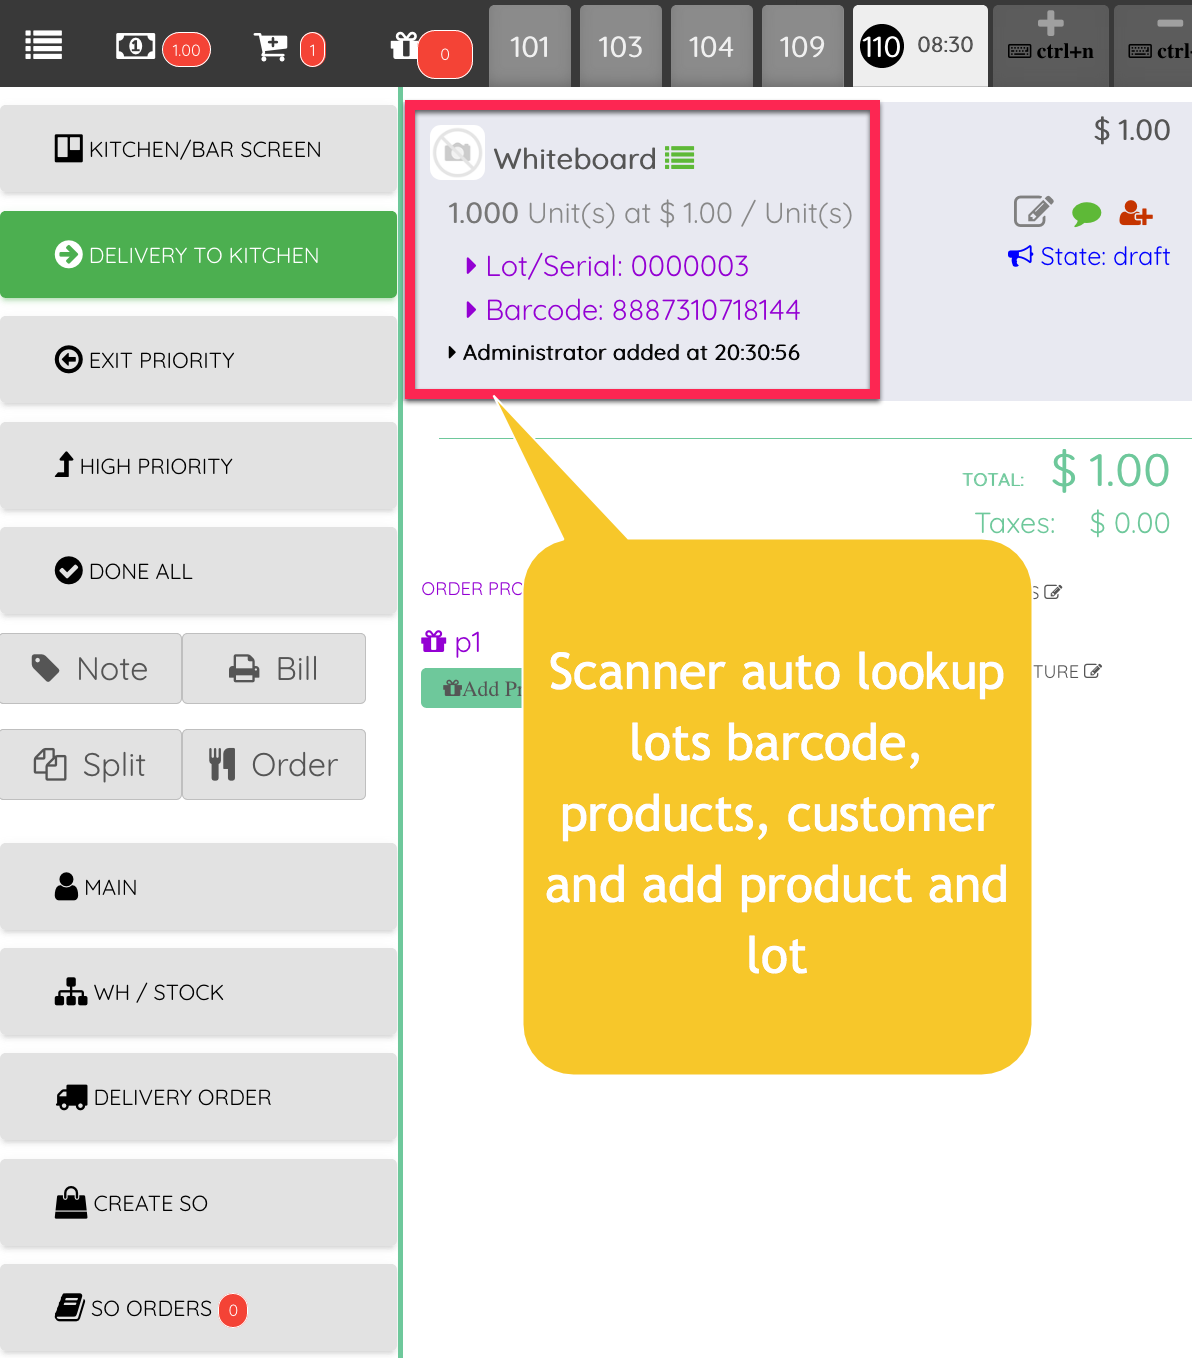 1.00
1
0
101
103
104
109
110 08:30
ctrl+n
ctrl-
KITCHEN/BAR SCREEN
DELIVERY TO KITCHEN
EXIT PRIORITY
HIGH PRIORITY
DONE ALL
Note
Bill
Split
Order
MAIN
WH / STOCK
DELIVERY ORDER
CREATE SO
SO ORDERS 0
Whiteboard
$ 1.00
1.000 Unit(s) at $ 1.00 / Unit(s)
Lot/Serial: 0000003
State: draft
Barcode: 8887310718144
Administrator added at 20:30:56
TOTAL: $ 1.00
Taxes: $ 0.00
ORDER PRO
S
p1
TURE
Add Pr
Scanner auto lookup
lots barcode,
products, customer
and add product and
lot